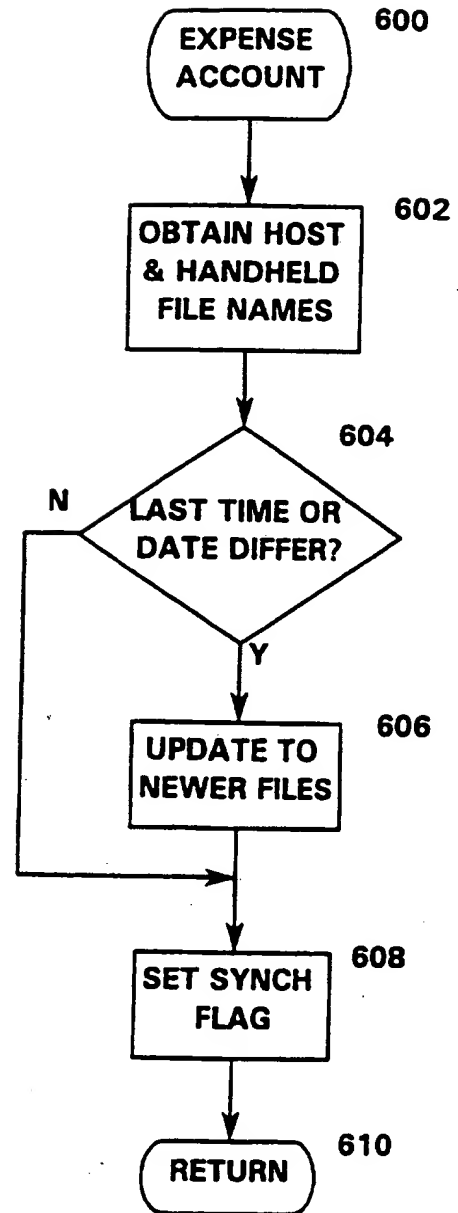 600
EXPENSE
ACCOUNT
602
OBTAIN HOST
& HANDHELD
FILE NAMES
604
N
LAST TIME OR
DATE DIFFER?
Y
606
UPDATE TO
NEWER FILES
608
SET SYNCH
FLAG
610
RETURN